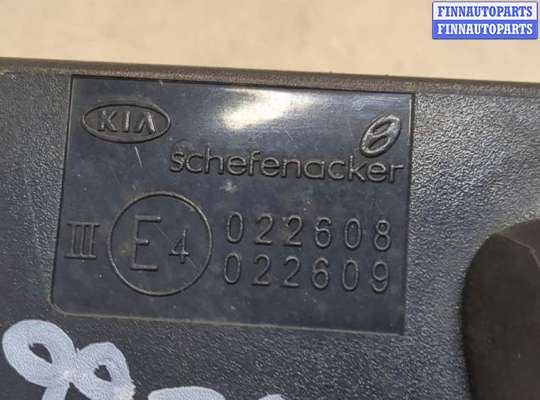 FINNAUTOPARTS
FINNAUTOPARTS
KIA
schefenacker
III E4 022608
022609